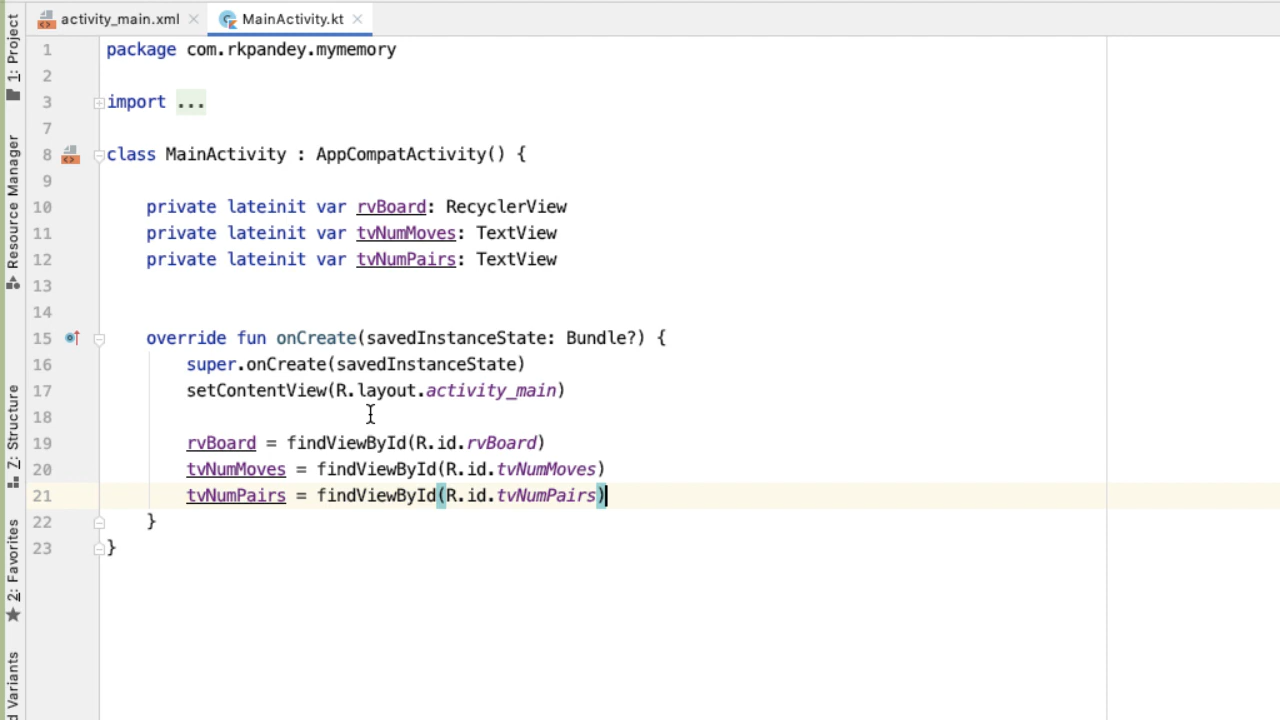 activity_main.xml
MainActivity.kt
1: Project
Resource Manager
Z: Structure
2: Favorites
d Variants
1 package com.rkpandey.mymemory
2
3 import ...
7
8 class MainActivity : AppCompatActivity() {
9
10 private lateinit var rvBoard: RecyclerView
11 private lateinit var tvNumMoves: TextView
12 private lateinit var tvNumPairs: TextView
13
14
15 override fun onCreate(savedInstanceState: Bundle?) {
16 super.onCreate(savedInstanceState)
17 setContentView(R.layout.activity_main)
18
19 rvBoard = findViewById(R.id.rvBoard)
20 tvNumMoves = findViewById(R.id.tvNumMoves)
21 tvNumPairs = findViewById(R.id.tvNumPairs)
22 }
23 }